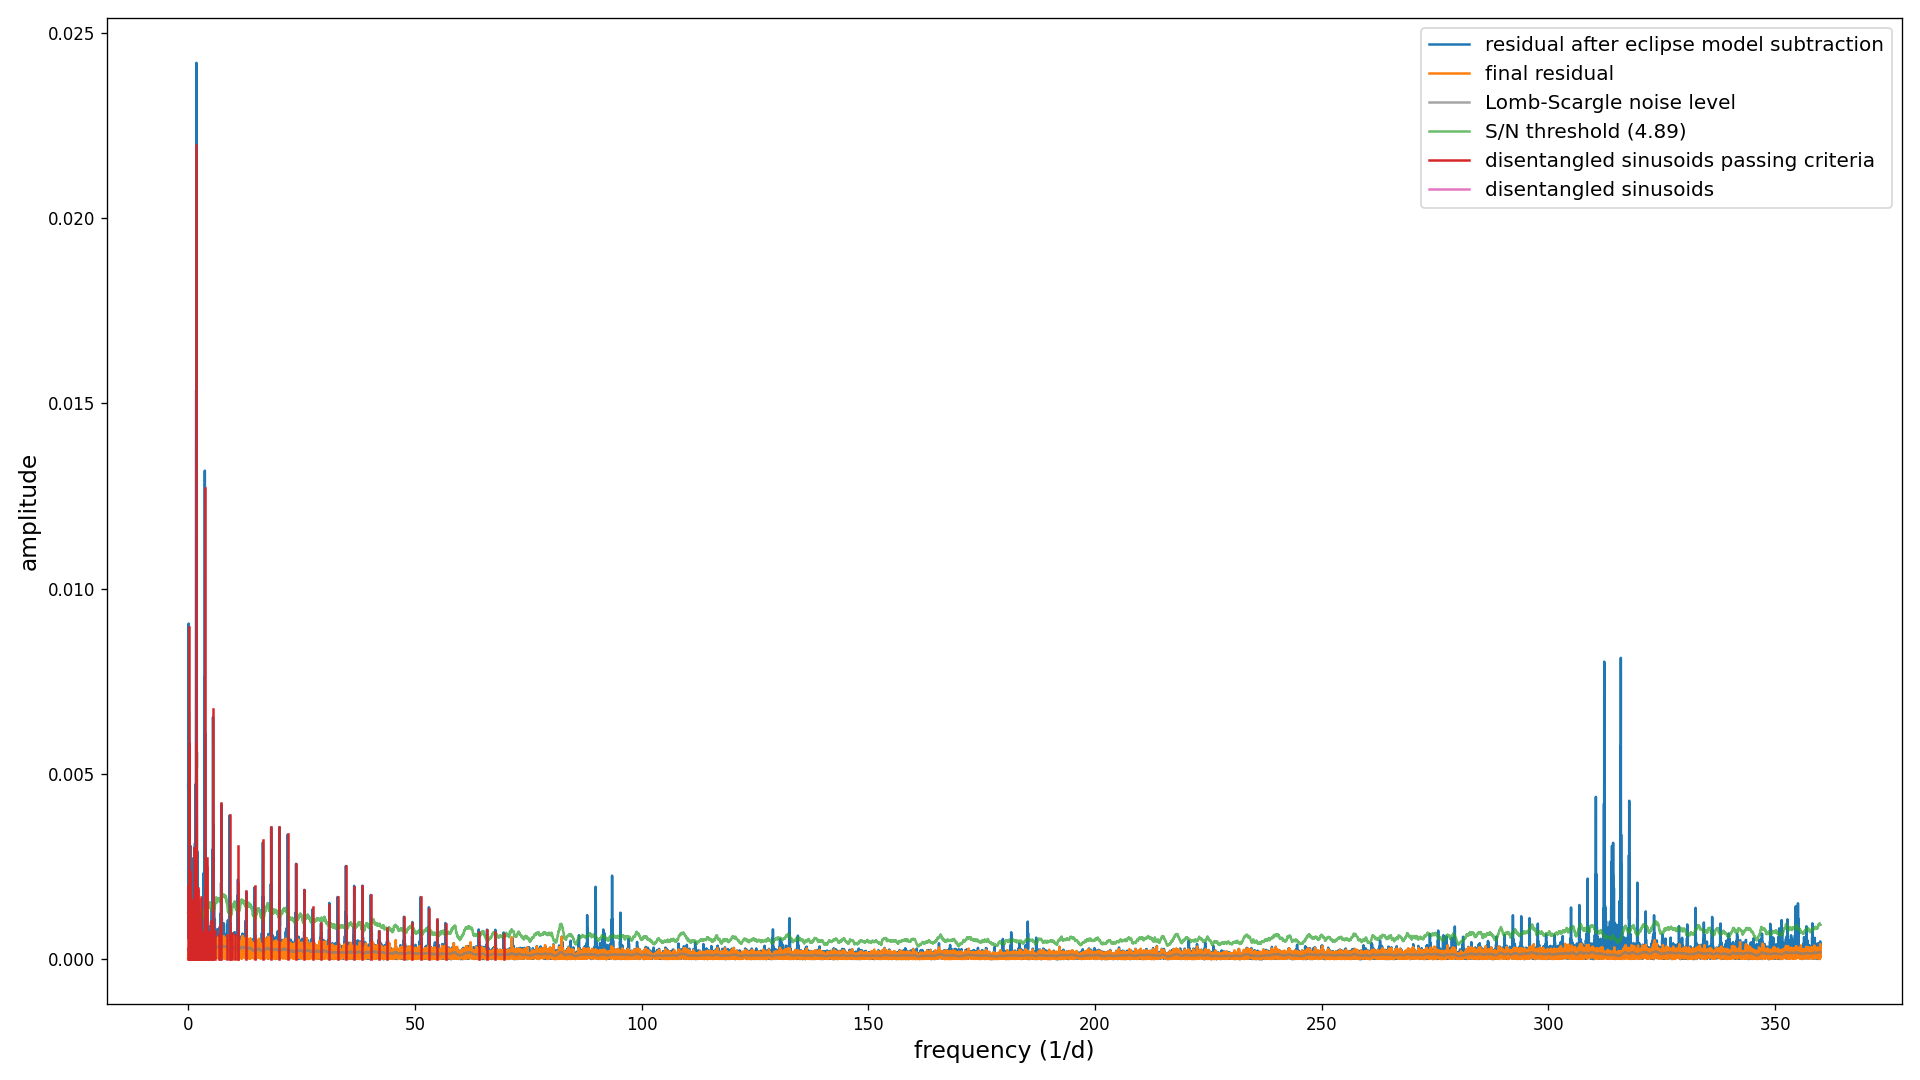 0.025
0.020
0.015
0.010
0.005
0.000
amplitude
0
50
100
150
200
250
300
350
frequency (1/d)
residual after eclipse model subtraction
final residual
Lomb-Scargle noise level
S/N threshold (4.89)
disentangled sinusoids passing criteria
disentangled sinusoids